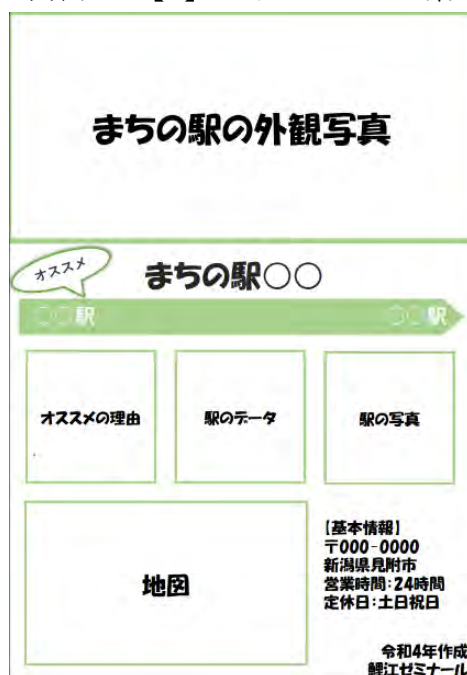 まちの駅の外観写真
オススメ
まちの駅○○
○○駅
○○駅
オススメの理由
駅のデータ
駅の写真
地図
【基本情報】
〒000-0000
新潟県見附市
営業時間:24時間
定休日:土日祝日
令和4年作成
鯉江ゼミナール